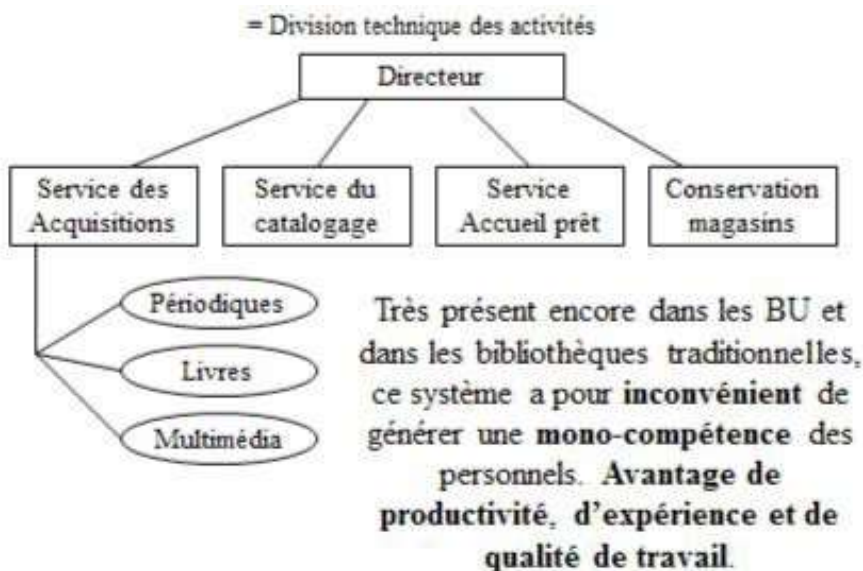 = Division technique des activités
Directeur
Service des
Acquisitions
Service du
catalogage
Service
Accueil prêt
Conservation
magasins
Périodiques
Livres
Multimédia
Très présent encore dans les BU et
dans les bibliothèques traditionnelles,
ce système a pour inconvénient de
générer une mono-compétence des
personnels. Avantage de
productivité, d'expérience et de
qualité de travail.